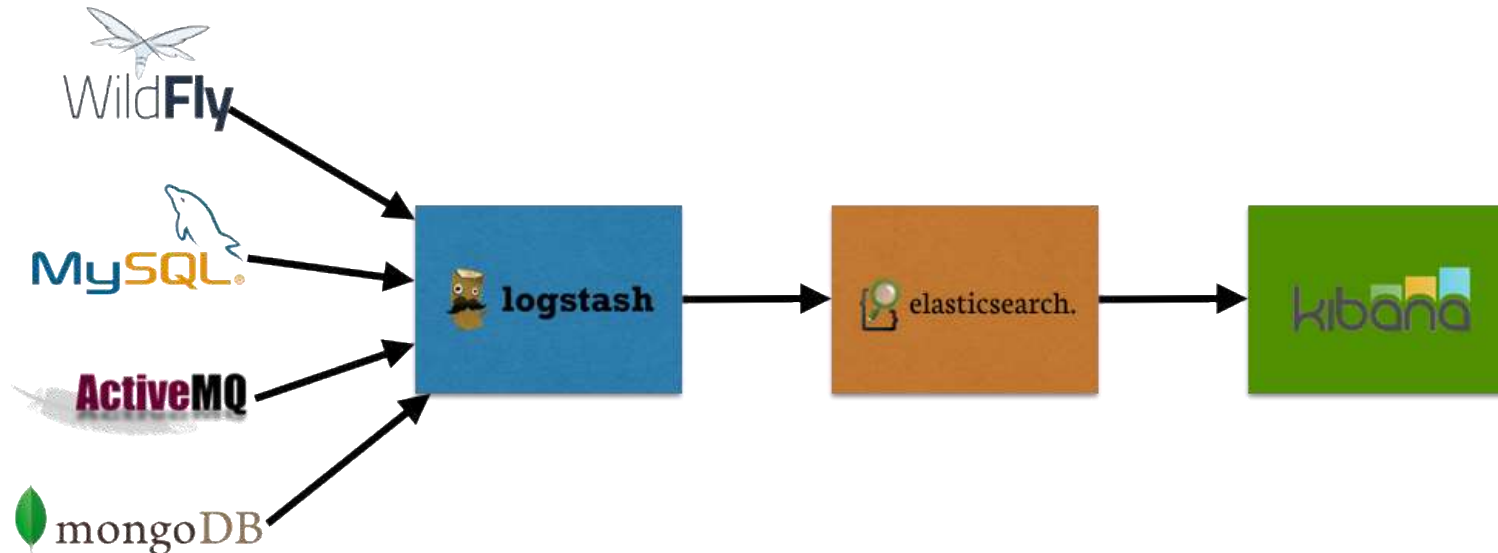 WildFly
MySQL®
logstash
elasticsearch.
kibana
ActiveMQ
mongoDB